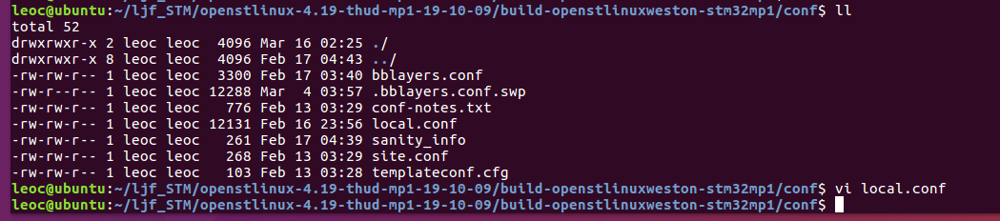 leoc@ubuntu:~/ljf_STM/openstlinux-4.19-thud-mp1-19-10-09/build-openstlinuxweston-stm32mp1/conf$ ll
total 52
drwxrwxr-x 2 leoc leoc  4096 Mar 16 02:25 ./
drwxrwxr-x 8 leoc leoc  4096 Feb 17 04:43 ../
-rw-rw-r-- 1 leoc leoc  3300 Feb 17 03:40 bblayers.conf
-rw-r--r-- 1 leoc leoc 12288 Mar  4 03:57 .bblayers.conf.swp
-rw-rw-r-- 1 leoc leoc   776 Feb 13 03:29 conf-notes.txt
-rw-rw-r-- 1 leoc leoc 12131 Feb 16 23:56 local.conf
-rw-rw-r-- 1 leoc leoc   261 Feb 17 04:39 sanity_info
-rw-rw-r-- 1 leoc leoc   268 Feb 13 03:29 site.conf
-rw-rw-r-- 1 leoc leoc   103 Feb 13 03:28 templateconf.cfg
leoc@ubuntu:~/ljf_STM/openstlinux-4.19-thud-mp1-19-10-09/build-openstlinuxweston-stm32mp1/conf$ vi local.conf
leoc@ubuntu:~/ljf_STM/openstlinux-4.19-thud-mp1-19-10-09/build-openstlinuxweston-stm32mp1/conf$